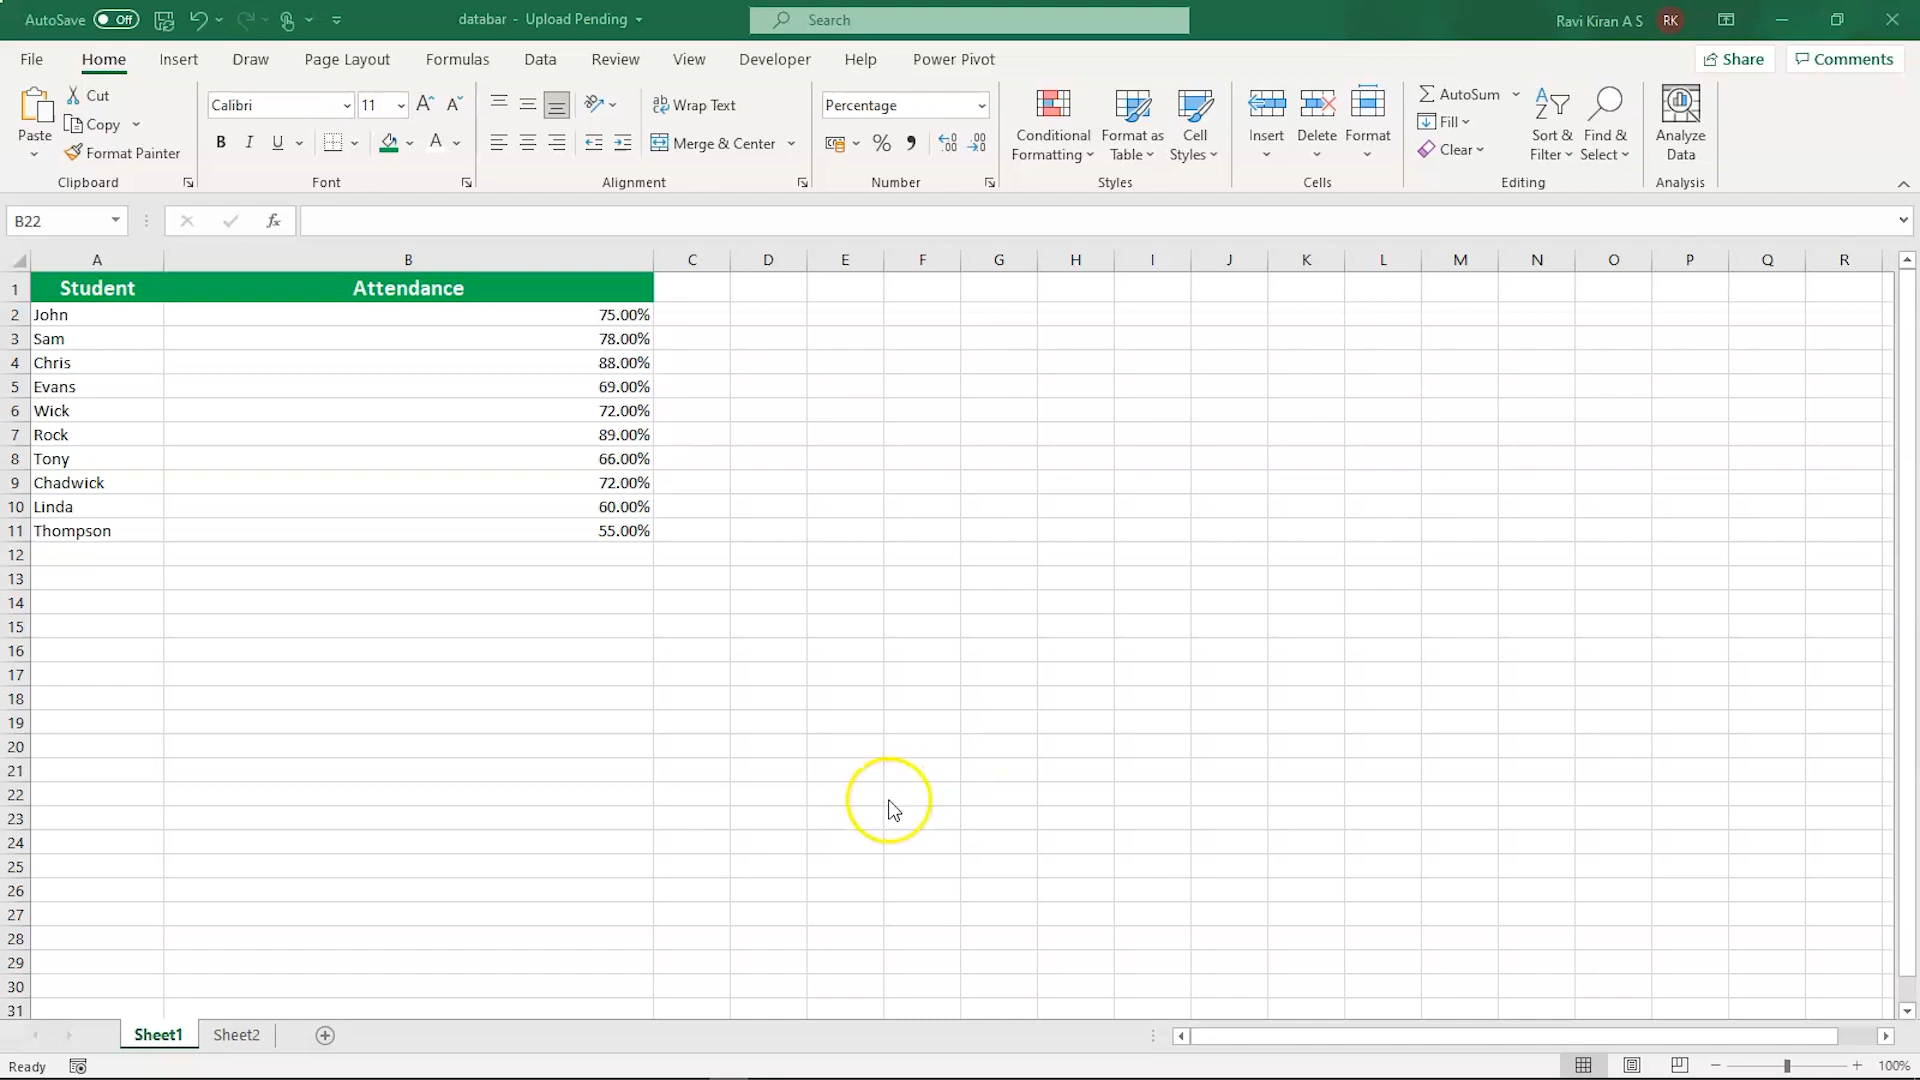 AutoSave Off databar - Upload Pending Search Ravi Kiran A S RK
File Home Insert Draw Page Layout Formulas Data Review View Developer Help Power Pivot Share Comments
Paste Cut Copy Format Painter Clipboard
Calibri 11 A A B I U A Font
ab Wrap Text Merge & Center Alignment
Percentage % , .00 Number
Conditional Formatting Format as Table Cell Styles Styles
Insert Delete Format Cells
AutoSum Fill Clear Sort & Filter Find & Select Editing
Analyze Data Analysis
B22 fx
A B C D E F G H I J K L M N O P Q R
1 Student Attendance
2 John 75.00%
3 Sam 78.00%
4 Chris 88.00%
5 Evans 69.00%
6 Wick 72.00%
7 Rock 89.00%
8 Tony 66.00%
9 Chadwick 72.00%
10 Linda 60.00%
11 Thompson 55.00%
12
13
14
15
16
17
18
19
20
21
22
23
24
25
26
27
28
29
30
31
Sheet1 Sheet2
Ready 100%